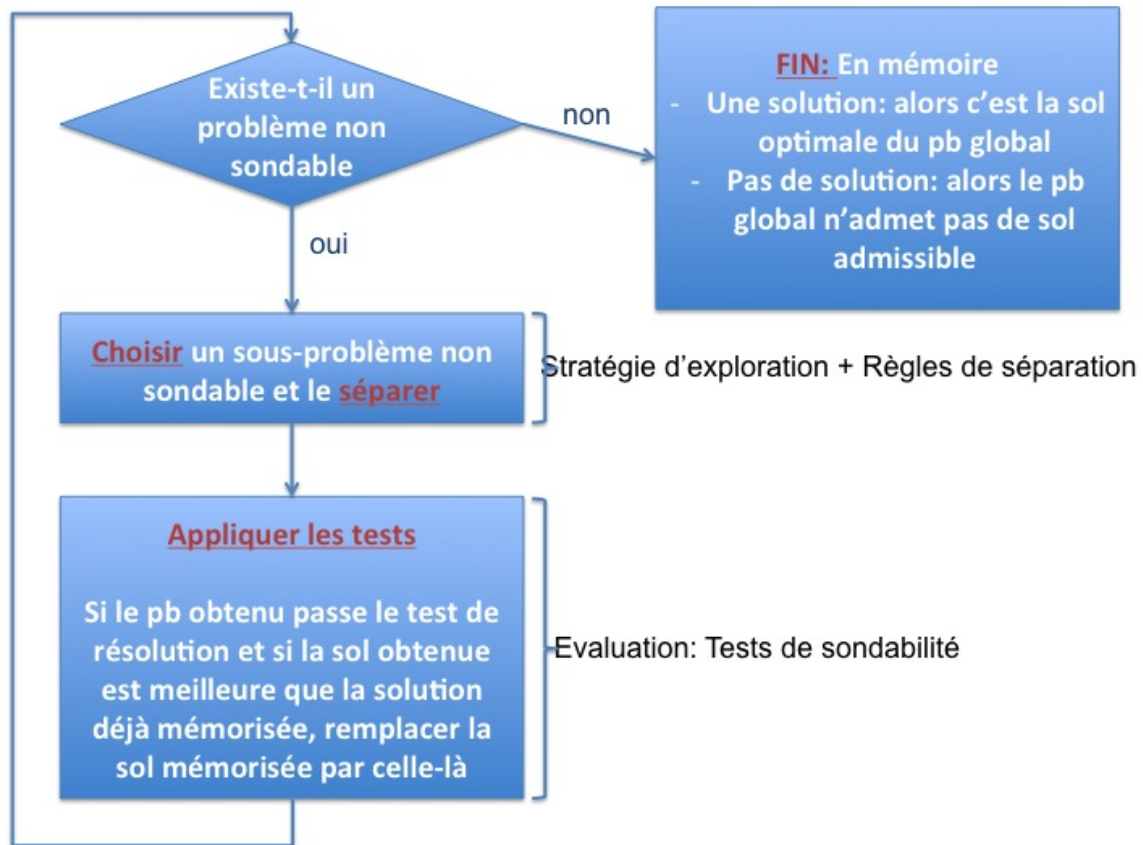 Existe-t-il un
problème non
sondable
non
FIN: En mémoire
- Une solution: alors c’est la sol
optimale du pb global
- Pas de solution: alors le pb
global n’admet pas de sol
admissible
oui
Choisir un sous-problème non
sondable et le séparer
Stratégie d’exploration + Règles de séparation
Appliquer les tests
Si le pb obtenu passe le test de
résolution et si la sol obtenue
est meilleure que la solution
déjà mémorisée, remplacer la
sol mémorisée par celle-là
Evaluation: Tests de sondabilité